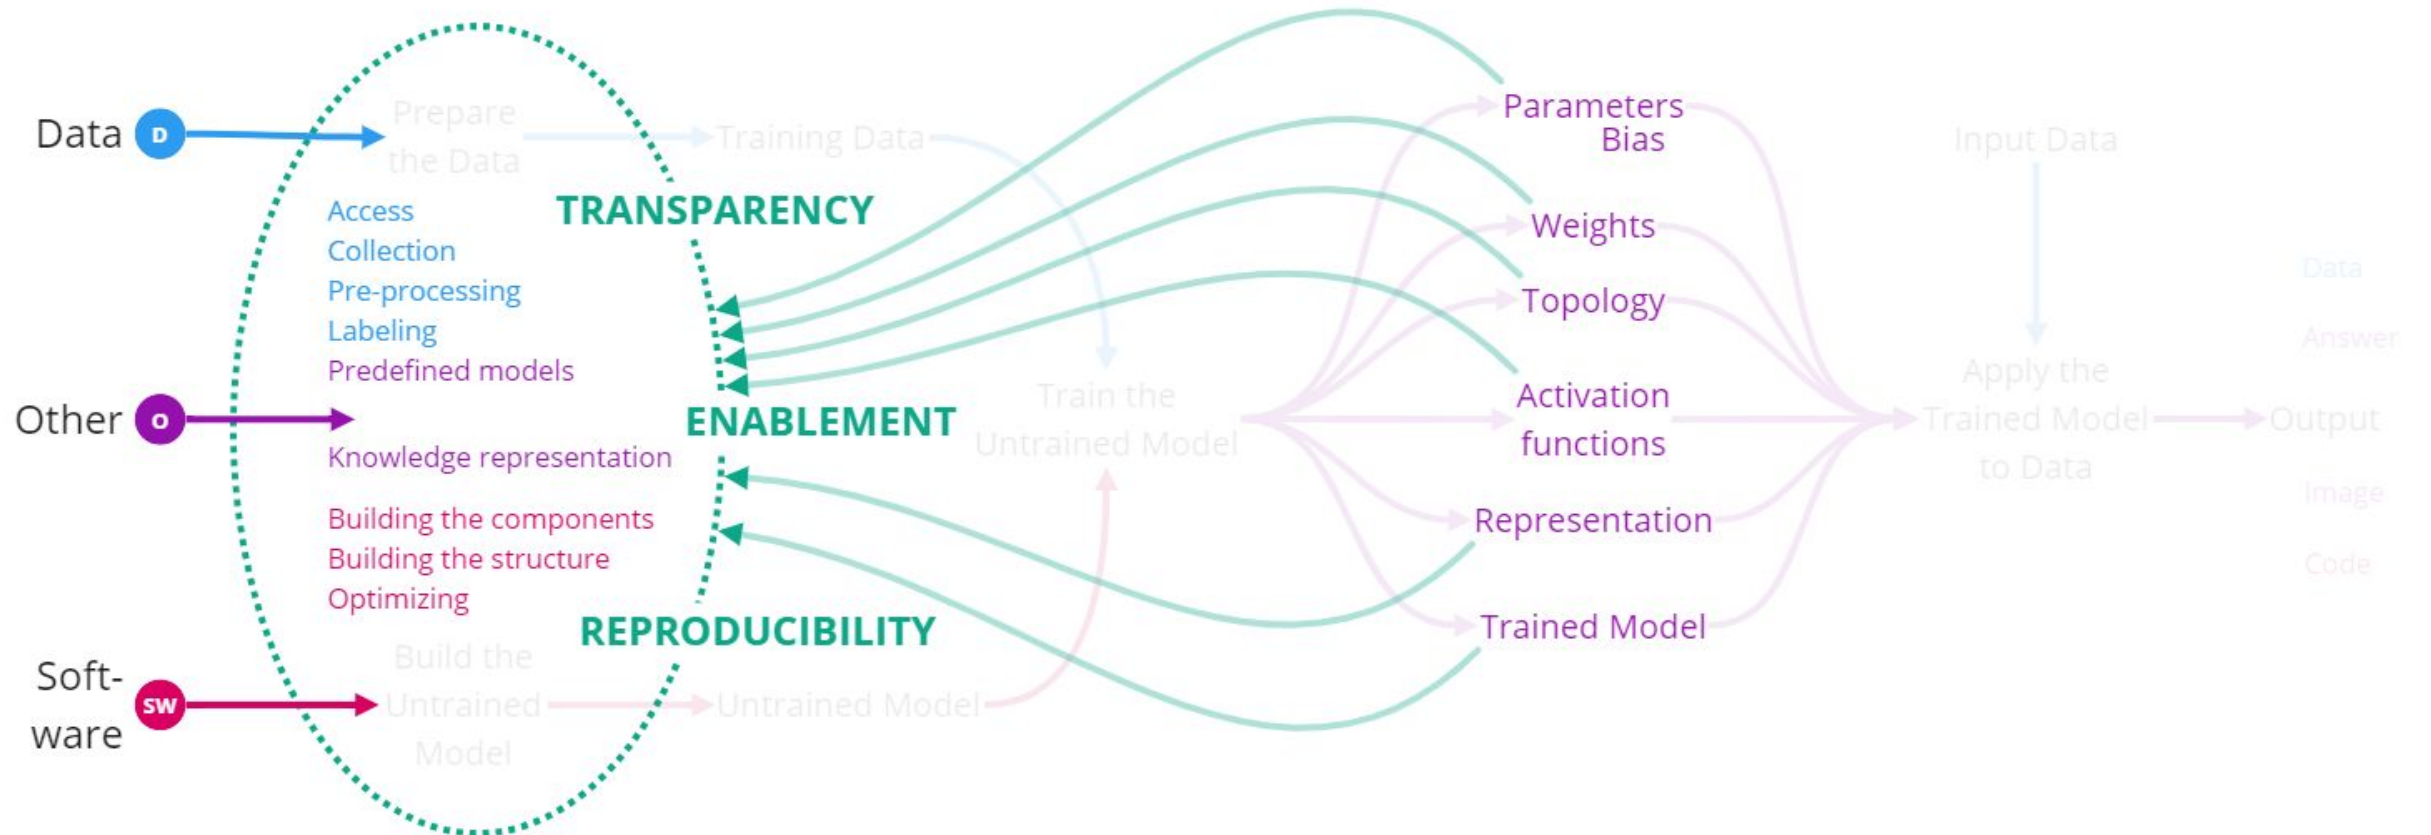 Data
D
Prepare
the Data
Training Data
Access
Collection
Pre-processing
Labeling
Predefined models
Other
O
Knowledge representation
Building the components
Building the structure
Optimizing
Soft-
ware
SW
Build the
Untrained
Model
Untrained Model
TRANSPARENCY
ENABLEMENT
REPRODUCIBILITY
Train the
Untrained Model
Parameters
Bias
Weights
Topology
Activation
functions
Representation
Trained Model
Input Data
Apply the
Trained Model
to Data
Output
Data
Answer
Image
Code